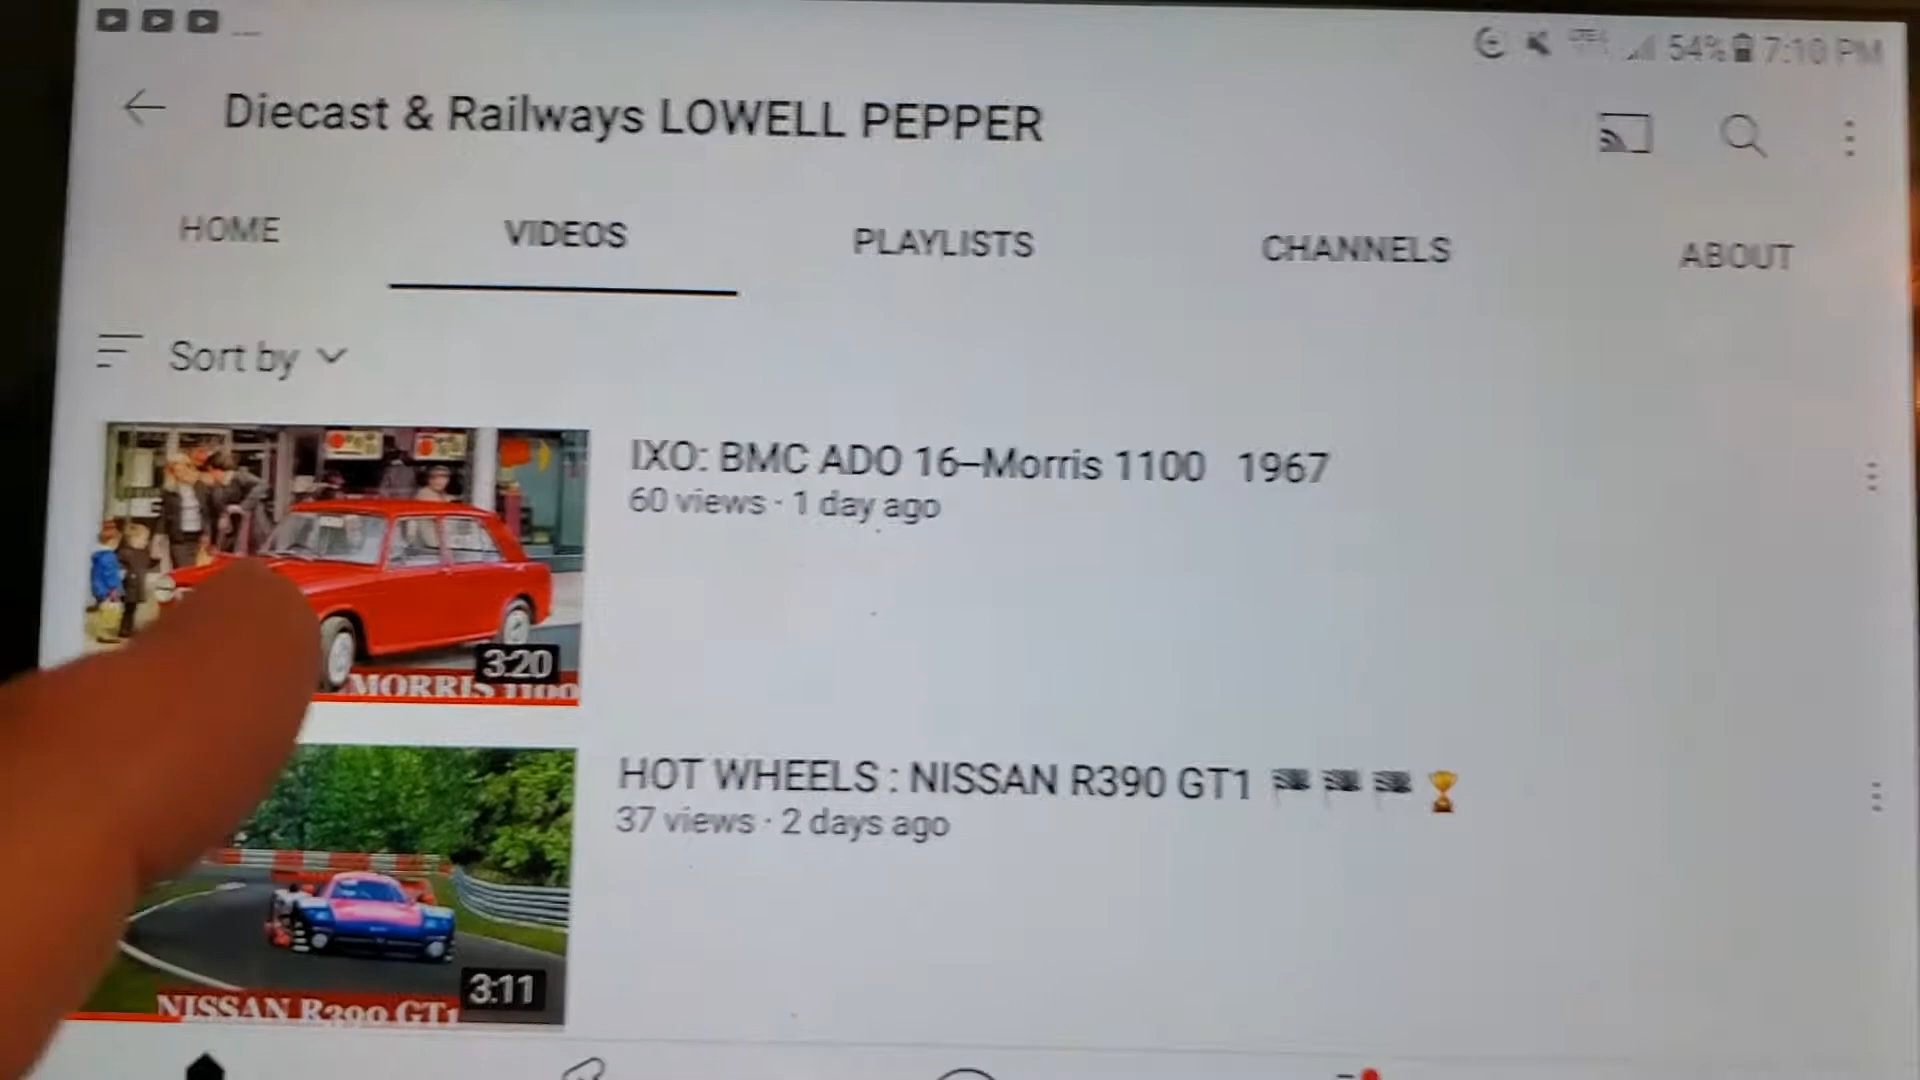 54% 7:10 PM
Diecast & Railways LOWELL PEPPER
HOME VIDEOS PLAYLISTS CHANNELS ABOUT
Sort by
IXO: BMC ADO 16–Morris 1100 1967
60 views · 1 day ago
3:20
MORRIS 1100
HOT WHEELS : NISSAN R390 GT1 🏁🏁🏁🏆
37 views · 2 days ago
3:11
NISSAN R390 GT1